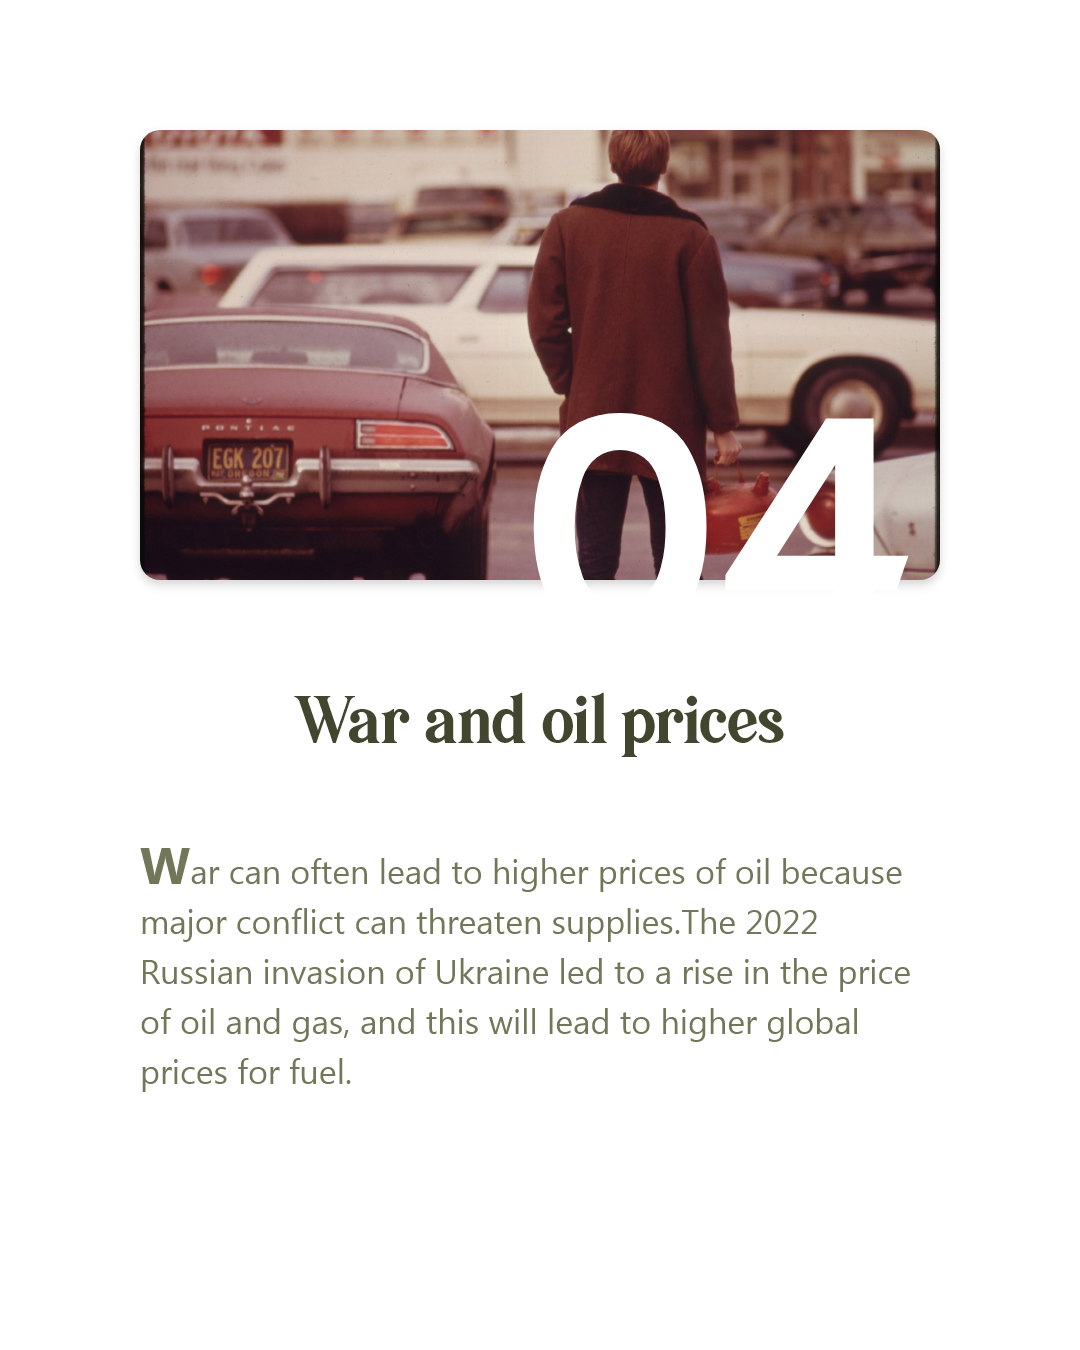 PONTIAC
EGK 207
OREGON
04
War and oil prices
War can often lead to higher prices of oil because
major conflict can threaten supplies.The 2022
Russian invasion of Ukraine led to a rise in the price
of oil and gas, and this will lead to higher global
prices for fuel.